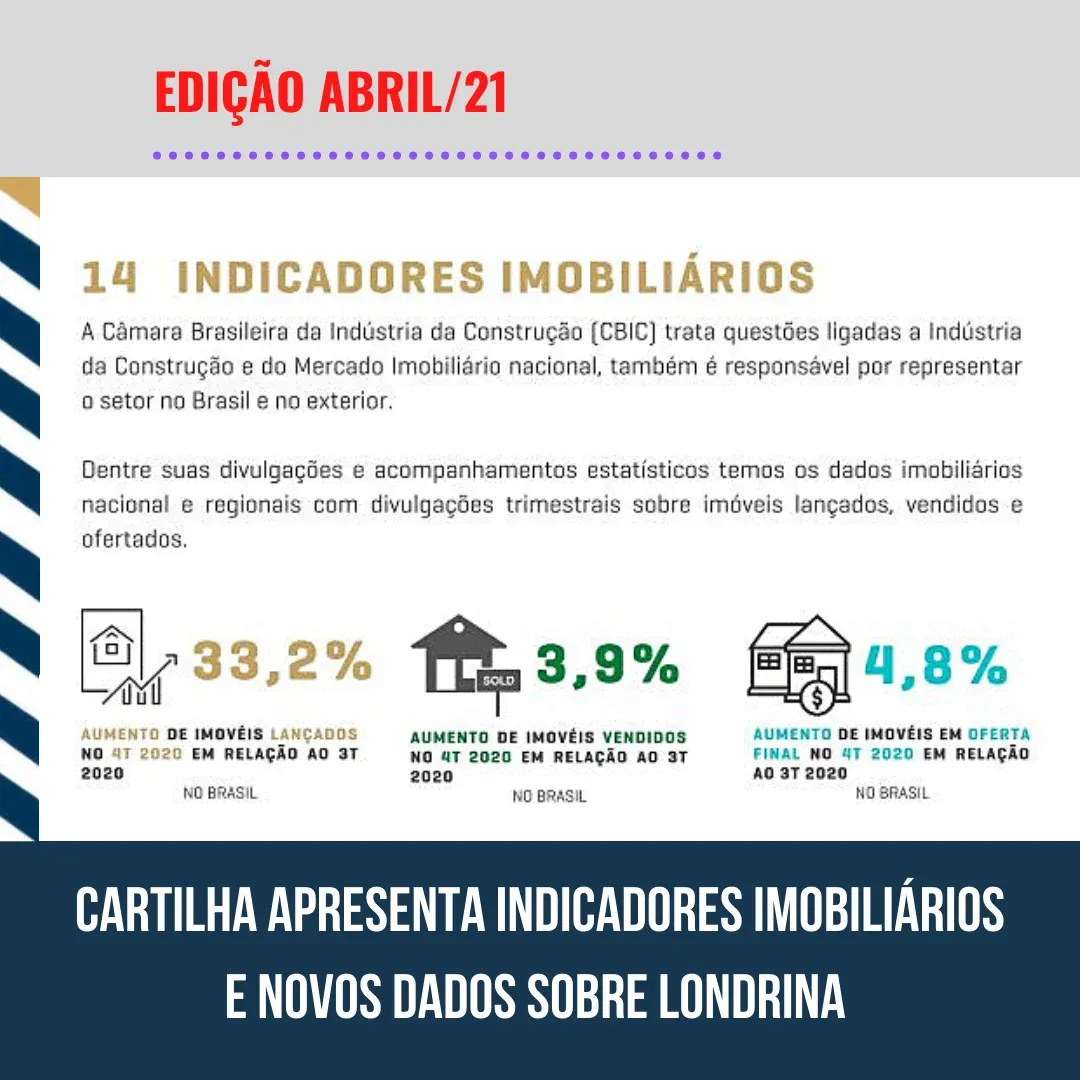 EDIÇÃO ABRIL/21
14 INDICADORES IMOBILIÁRIOS
A Câmara Brasileira da Indústria da Construção (CBIC) trata questões ligadas a Indústria
da Construção e do Mercado Imobiliário nacional, também é responsável por representar
o setor no Brasil e no exterior.
Dentre suas divulgações e acompanhamentos estatísticos temos os dados imobiliários
nacional e regionais com divulgações trimestrais sobre imóveis lançados, vendidos e
ofertados.
33,2%
AUMENTO DE IMOVÉIS LANÇADOS
NO 4T 2020 EM RELAÇÃO AO 3T
2020
NO BRASIL
SOLD
3,9%
AUMENTO DE IMOVÉIS VENDIDOS
NO 4T 2020 EM RELAÇÃO AO 3T
2020
NO BRASIL
$
4,8%
AUMENTO DE IMOVÉIS EM OFERTA
FINAL NO 4T 2020 EM RELAÇÃO
AO 3T 2020
NO BRASIL
CARTILHA APRESENTA INDICADORES IMOBILIÁRIOS
E NOVOS DADOS SOBRE LONDRINA